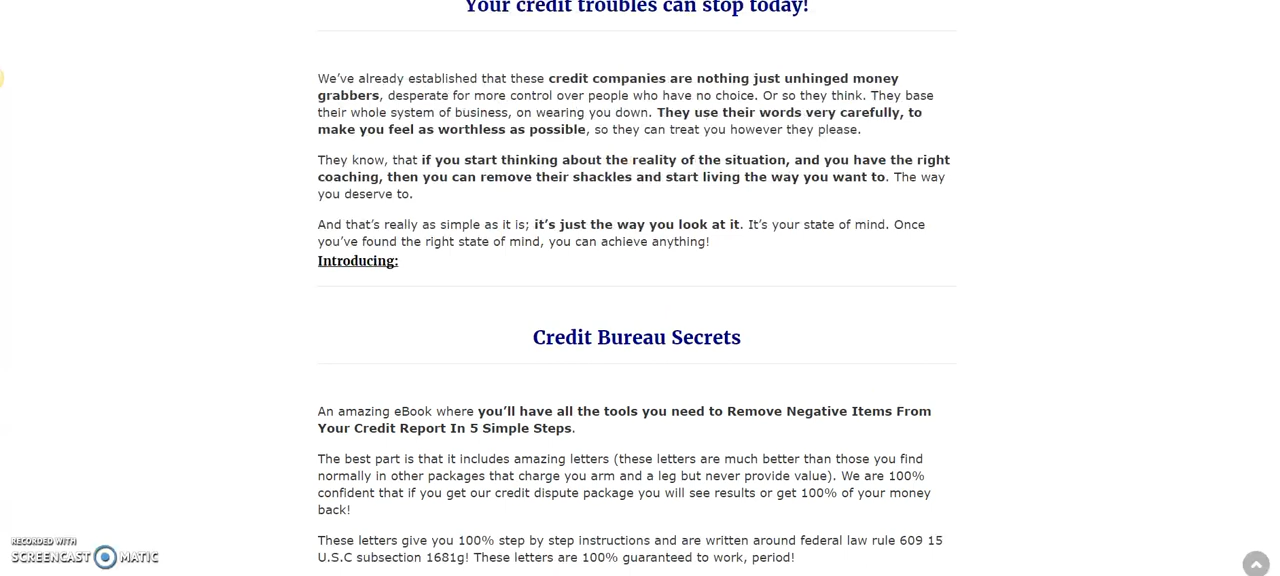 Your credit troubles can stop today!
We’ve already established that these credit companies are nothing just unhinged money
grabbers, desperate for more control over people who have no choice. Or so they think. They base
their whole system of business, on wearing you down. They use their words very carefully, to
make you feel as worthless as possible, so they can treat you however they please.
They know, that if you start thinking about the reality of the situation, and you have the right
coaching, then you can remove their shackles and start living the way you want to. The way
you deserve to.
And that’s really as simple as it is; it’s just the way you look at it. It’s your state of mind. Once
you’ve found the right state of mind, you can achieve anything!
Introducing:
Credit Bureau Secrets
An amazing eBook where you’ll have all the tools you need to Remove Negative Items From
Your Credit Report In 5 Simple Steps.
The best part is that it includes amazing letters (these letters are much better than those you find
normally in other packages that charge you arm and a leg but never provide value). We are 100%
confident that if you get our credit dispute package you will see results or get 100% of your money
back!
These letters give you 100% step by step instructions and are written around federal law rule 609 15
U.S.C subsection 1681g! These letters are 100% guaranteed to work, period!
RECORDED WITH
SCREENCAST MATIC